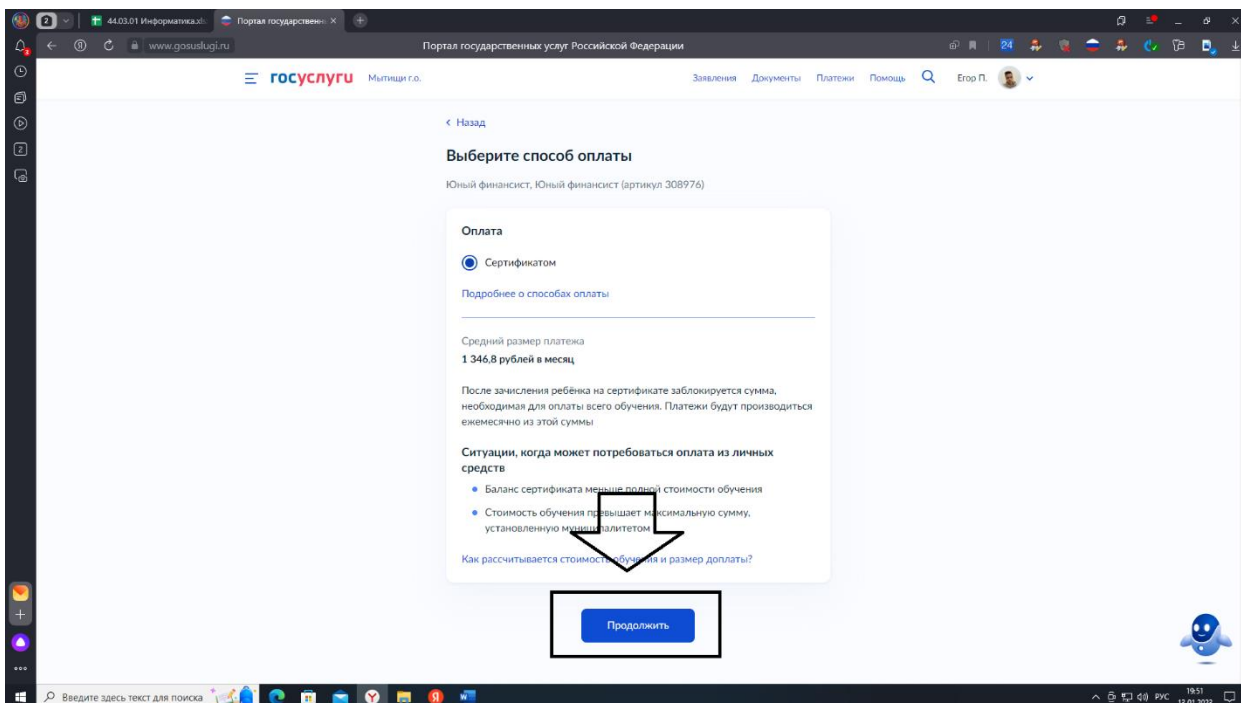 2
44.03.01 Информатика.xls
Портал государственн
www.gosuslugi.ru
Портал государственных услуг Российской Федерации
24
госуслуги
Мытищи г.о.
Заявления Документы Платежи Помощь
Егор П.
Назад
Выберите способ оплаты
Юный финансист, Юный финансист (артикул 308976)
Оплата
Сертификатом
Подробнее о способах оплаты
Средний размер платежа
1 346,8 рублей в месяц
После зачисления ребёнка на сертификате заблокируется сумма,
необходимая для оплаты всего обучения. Платежи будут производиться
ежемесячно из этой суммы
Ситуации, когда может потребоваться оплата из личных
средств
Баланс сертификата меньше полной стоимости обучения
Стоимость обучения превышает максимальную сумму,
установленную муниципалитетом
Как рассчитывается стоимость обучения и размер доплаты?
Продолжить
Введите здесь текст для поиска
РУС
19:51